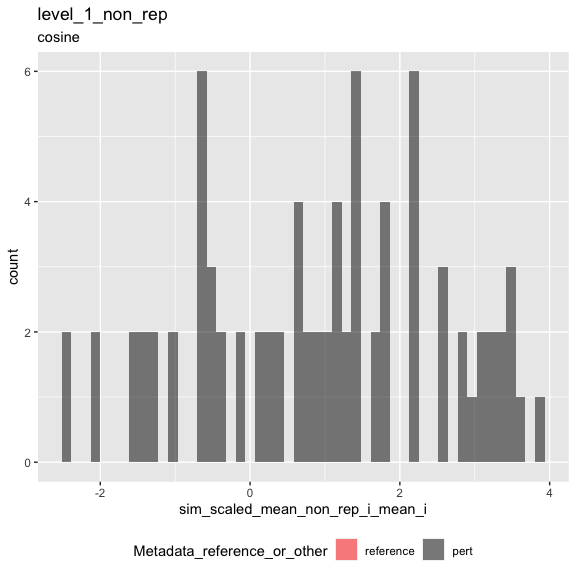 level_1_non_rep
cosine
6
4
2
0
count
-2
0
2
4
sim_scaled_mean_non_rep_i_mean_i
Metadata_reference_or_other
reference
pert